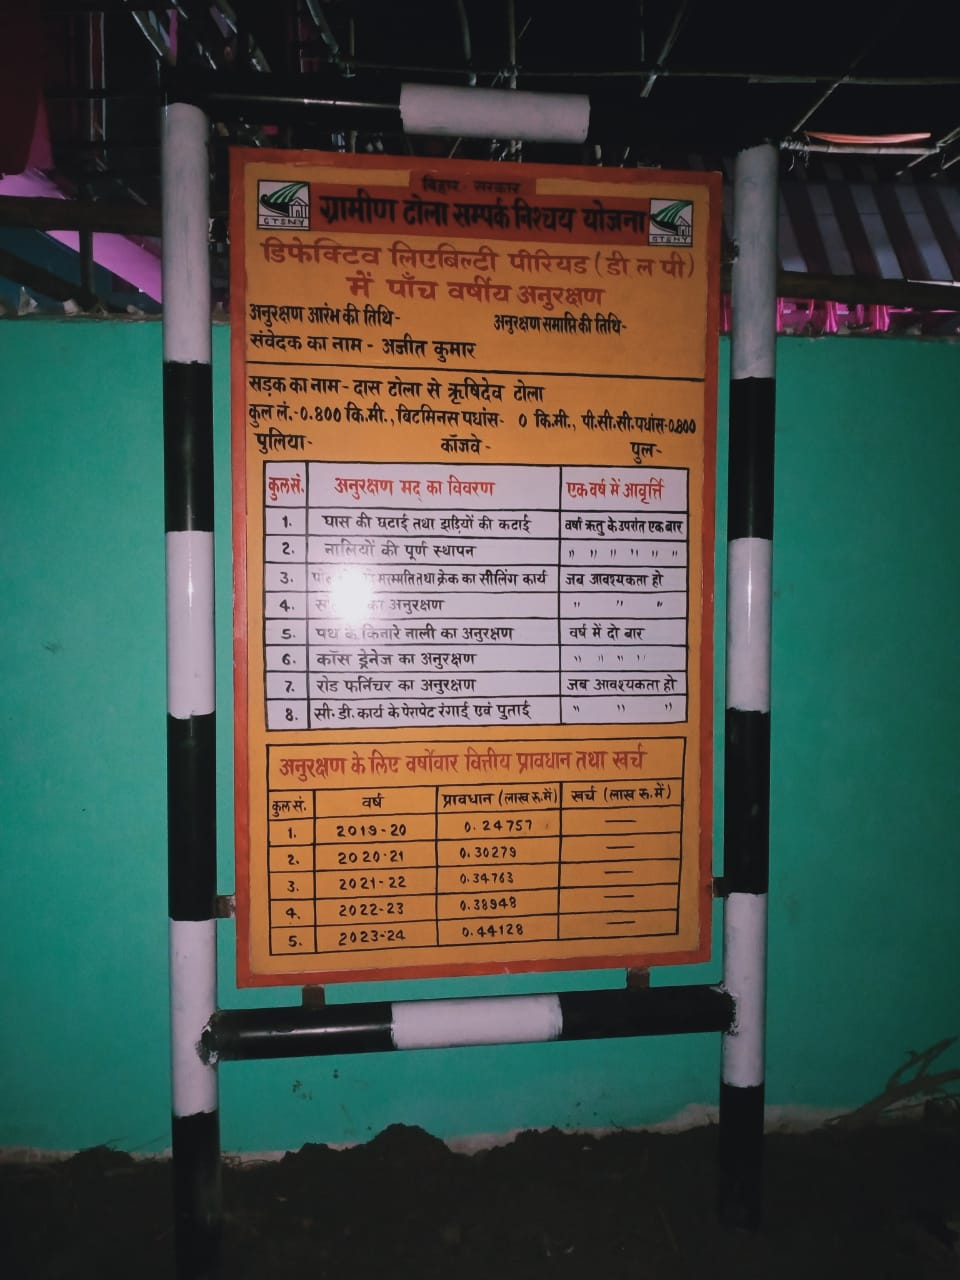 बिहार सरकार
ग्रामीण टोला सम्पर्क निश्चय योजना
GTSNY
GTSNY
डिफेक्टिव लिएबिल्टी पीरियड (डी ल पी)
में पाँच वर्षीय अनुरक्षण
अनुरक्षण आरंभ की तिथि- अनुरक्षण समाप्ति की तिथि-
संवेदक का नाम - अजीत कुमार
सड़क का नाम - दास टोला से ऋषिदेव टोला
कुल लं.-0.800 कि.मी., बिटमिनस पथांस- 0 कि.मी., पी.सी.सी. पथांस-0.800
पुलिया- कॉजवे- पुल-
कुल सं. अनुरक्षण मद् का विवरण एक वर्ष में आवृर्त्ति
1. घास की घटाई तथा झड़ियों की कटाई वर्षा ऋतु के उपरांत एक बार
2. नालियों की पूर्ण स्थापन " " " " " "
3. मरम्मति तथा क्रेक का सीलिंग कार्य जब आवश्यकता हो
4. का अनुरक्षण " " "
5. पथ के किनारे नाली का अनुरक्षण वर्ष में दो बार
6. कॉस ड्रेनेज का अनुरक्षण " " " "
7. रोड फर्निचर का अनुरक्षण जब आवश्यकता हो
8. सी.डी. कार्य के पेरापेट रंगाई एवं पुताई " " "
अनुरक्षण के लिए वर्षोवार वित्तीय प्रावधान तथा खर्च
कुल सं. वर्ष प्रावधान (लाख रु.में) खर्च (लाख रु.में)
1. 2019-20 0.24757 —
2. 2020-21 0.30279 —
3. 2021-22 0.34763 —
4. 2022-23 0.38948 —
5. 2023-24 0.44128 —